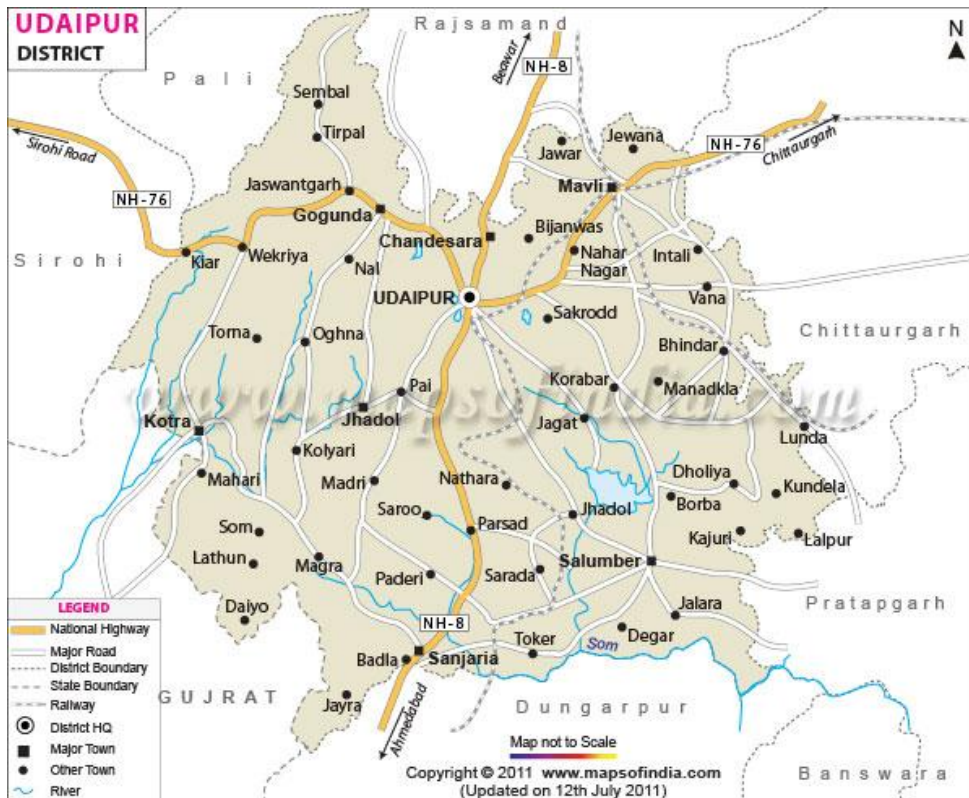 UDAIPUR
DISTRICT
N
Rajsamand
Pali
Beawar
NH-8
Sembal
Tirpal
Sirohi Road
Jewana
Jawar
NH-76
Chittaurgarh
Mavli
Jaswantgarh
NH-76
Gogunda
Chandesara
Bijanwas
Sirohi
Kiar
Wekriya
Nal
Nahar
Nagar
Intali
UDAIPUR
Vana
Sakrodd
Chittaurgarh
Torna
Oghna
Bhindar
Pai
Korabar
Manadkla
www.mapsofindia.com
Kotra
Jhadol
Jagat
Lunda
Kolyari
Mahari
Madri
Nathara
Dholiya
Kundela
Borba
Saroo
Parsad
Jhadol
Som
Kajuri
Lalpur
Lathun
Magra
Paderi
Sarada
Salumber
Daiyo
Jalara
Pratapgarh
NH-8
Toker
Degar
Som
Badla
Sanjaria
GUJRAT
Jayra
Ahmedabad
Dungarpur
Banswara
LEGEND
National Highway
Major Road
District Boundary
State Boundary
Railway
District HQ
Major Town
Other Town
River
Map not to Scale
Copyright © 2011 www.mapsofindia.com
(Updated on 12th July 2011)